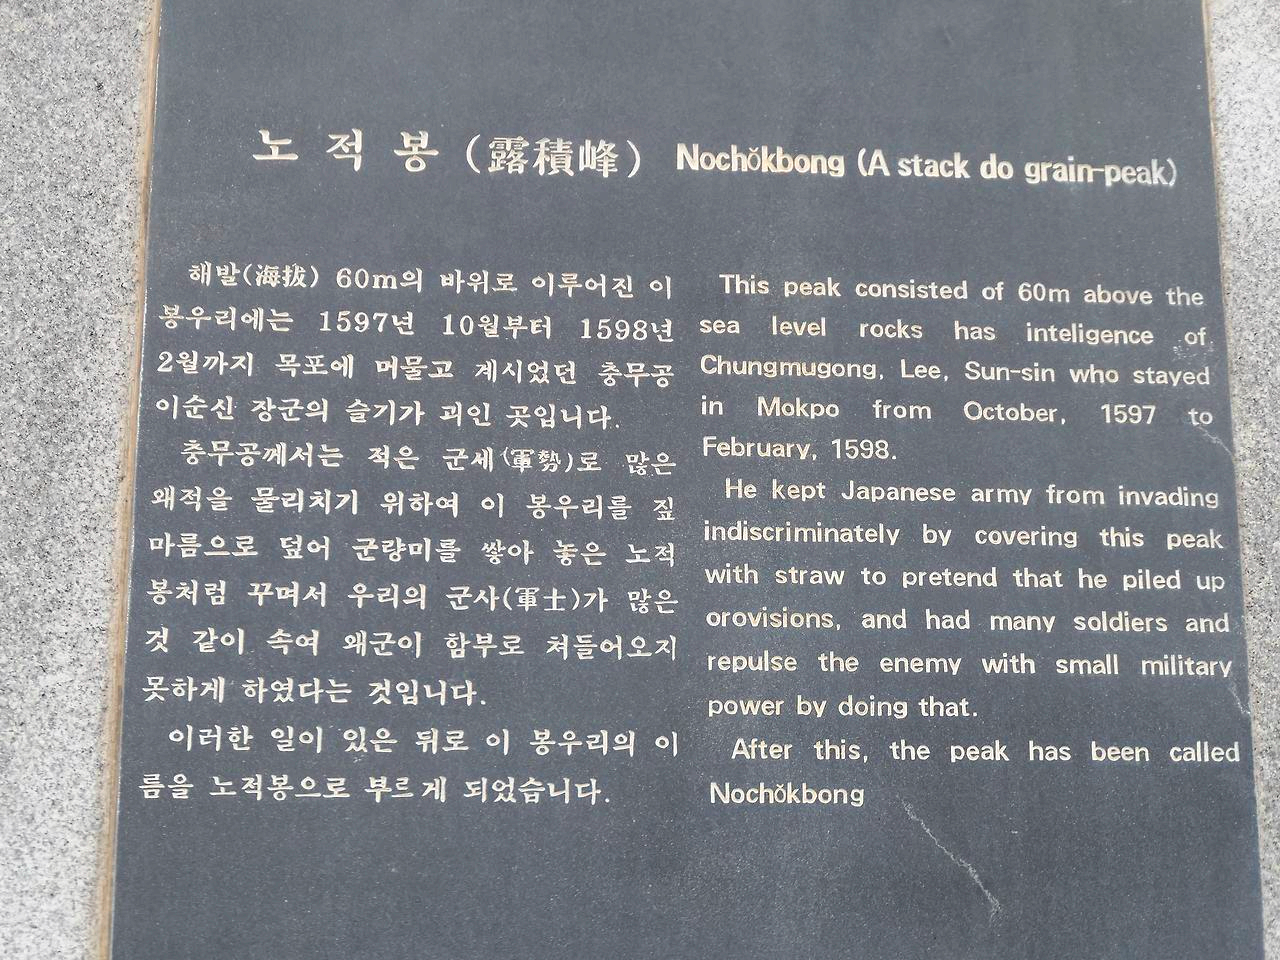 노적봉(露積峰) Nochŏkbong (A stack do grain-peak)
해발(海拔) 60m의 바위로 이루어진 이
봉우리에는 1597년 10월부터 1598년
2월까지 목포에 머물고 계시었던 충무공
이순신 장군의 슬기가 괴인 곳입니다.
충무공께서는 적은 군세(軍勢)로 많은
왜적을 물리치기 위하여 이 봉우리를 짚
마름으로 덮어 군량미를 쌓아 놓은 노적
봉처럼 꾸며서 우리의 군사(軍士)가 많은
것 같이 속여 왜군이 함부로 쳐들어오지
못하게 하였다는 것입니다.
이러한 일이 있은 뒤로 이 봉우리의 이
름을 노적봉으로 부르게 되었습니다.
This peak consisted of 60m above the
sea level rocks has inteligence of
Chungmugong, Lee, Sun-sin who stayed
in Mokpo from October, 1597 to
February, 1598.
He kept Japanese army from invading
indiscriminately by covering this peak
with straw to pretend that he piled up
orovisions, and had many soldiers and
repulse the enemy with small military
power by doing that.
After this, the peak has been called
Nochŏkbong